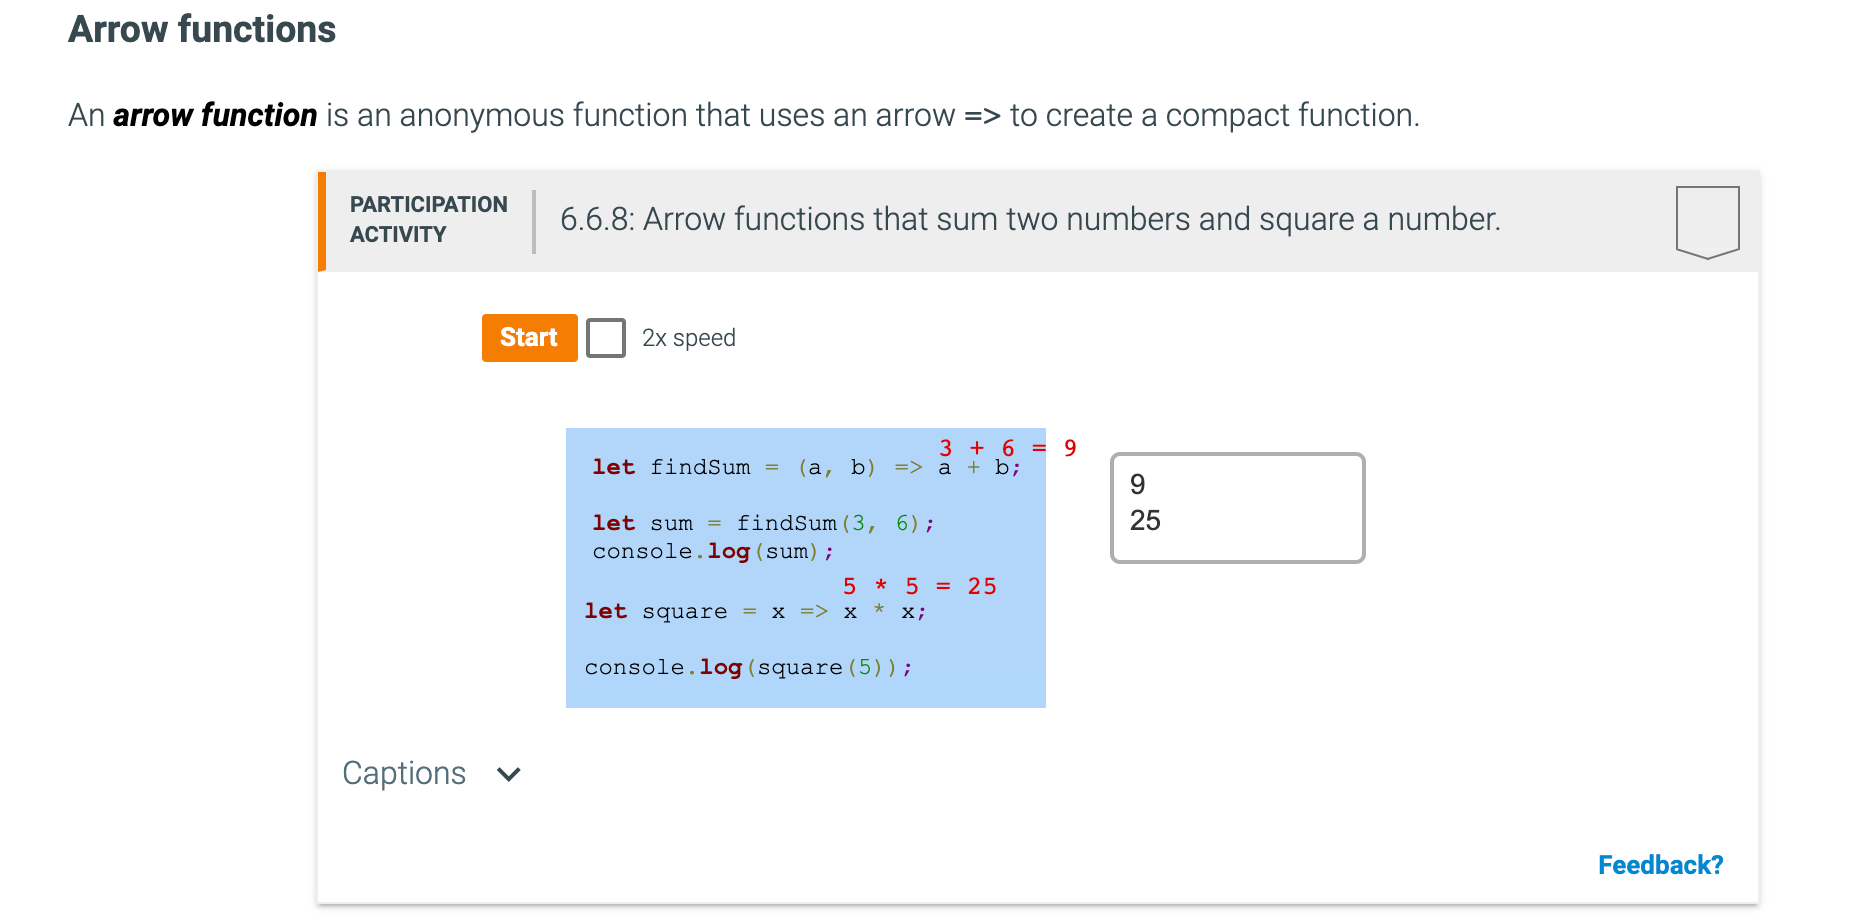 Arrow functions
An arrow function is an anonymous function that uses an arrow => to create a compact function.
PARTICIPATION
ACTIVITY
6.6.8: Arrow functions that sum two numbers and square a number.
Start
2x speed
3 + 6 = 9
let findSum = (a, b) => a + b;
let sum = findSum(3, 6);
console.log(sum);
5 * 5 = 25
let square = x => x * x;
console.log(square(5));
9
25
Captions
Feedback?